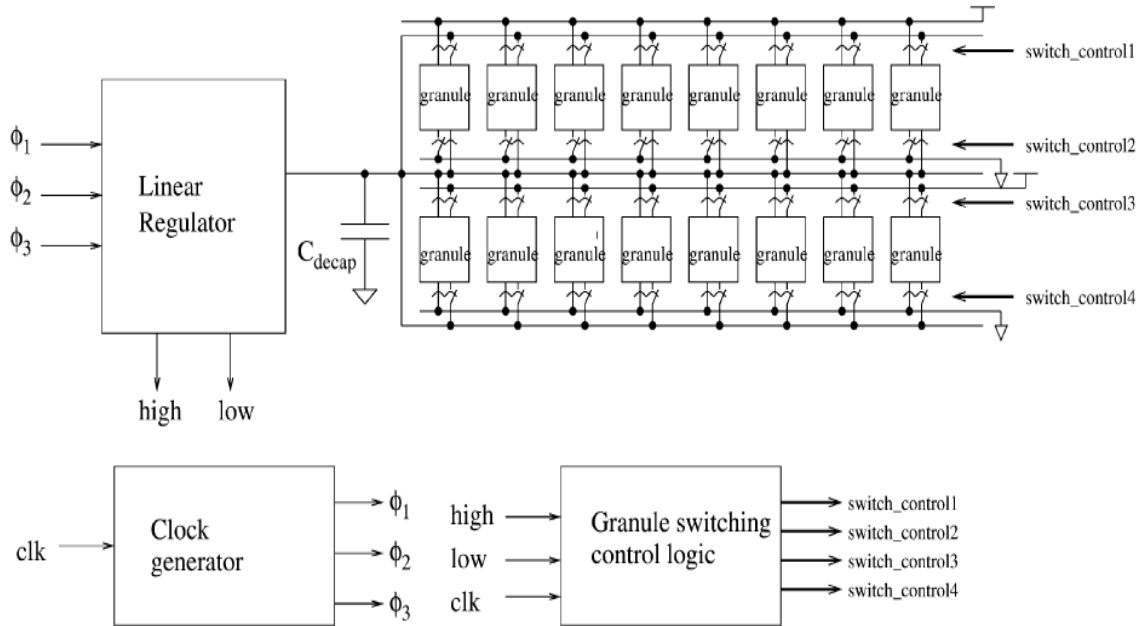 switch_control1
granule granule granule granule granule granule granule granule
ϕ1
switch_control2
Linear
Regulator
ϕ2
switch_control3
ϕ3
Cdecap
granule granule granule granule granule granule granule granule
switch_control4
high low
Clock
generator
clk
ϕ1
ϕ2
ϕ3
high
low
clk
Granule switching
control logic
switch_control1
switch_control2
switch_control3
switch_control4